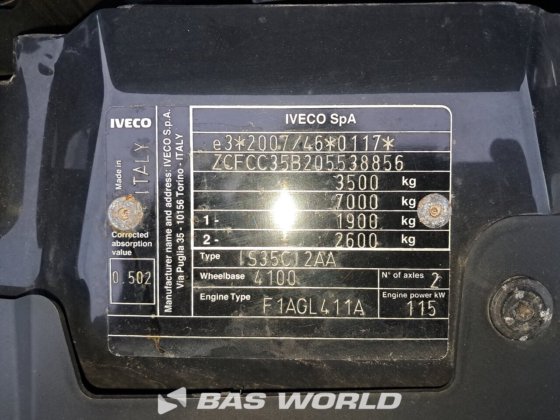 IVECO
Made in
ITALY
Corrected
absorption
value
0.502
Manufacturer name and address: IVECO S.p.A.
Via Puglia 35 10156 Torino - ITALY
IVECO SpA
e3*2007/46*0117*
ZCFCC35B205538856
3500 kg
7000 kg
1- 1900 kg
2- 2600 kg
Type IS35CI2AA
Wheelbase 4100 N° of axles 2
Engine Type F1AGL411A Engine power kW 115
BAS WORLD